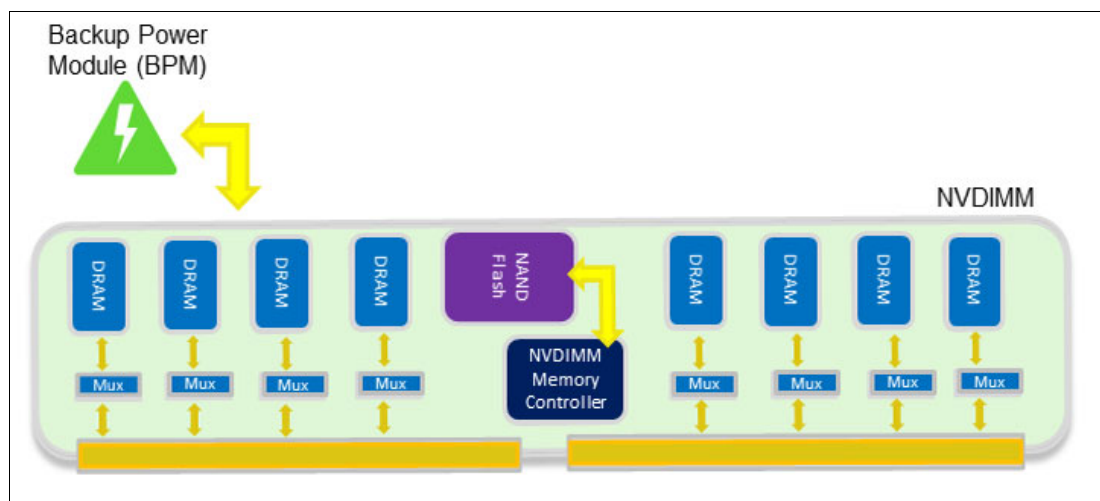 Backup Power
Module (BPM)
NVDIMM
DRAM
DRAM
DRAM
DRAM
NAND
Flash
DRAM
DRAM
DRAM
DRAM
NVDIMM
Memory
Controller
Mux
Mux
Mux
Mux
Mux
Mux
Mux
Mux